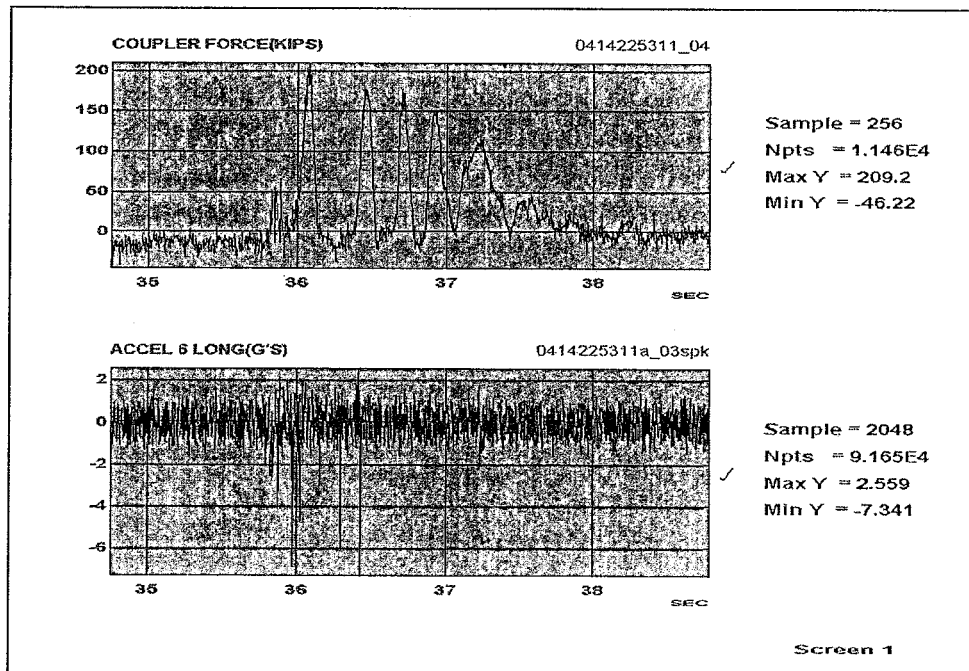 COUPLER FORCE(KIPS) 0414225311_04
200
150
100
50
0
35 36 37 38
SEC
Sample = 256
Npts = 1.146E4
Max Y = 209.2
Min Y = -46.22
ACCEL 6 LONG(G'S) 0414225311a_03spk
2
0
-2
-4
-6
35 36 37 38
SEC
Sample = 2048
Npts = 9.165E4
Max Y = 2.559
Min Y = -7.341
Screen 1